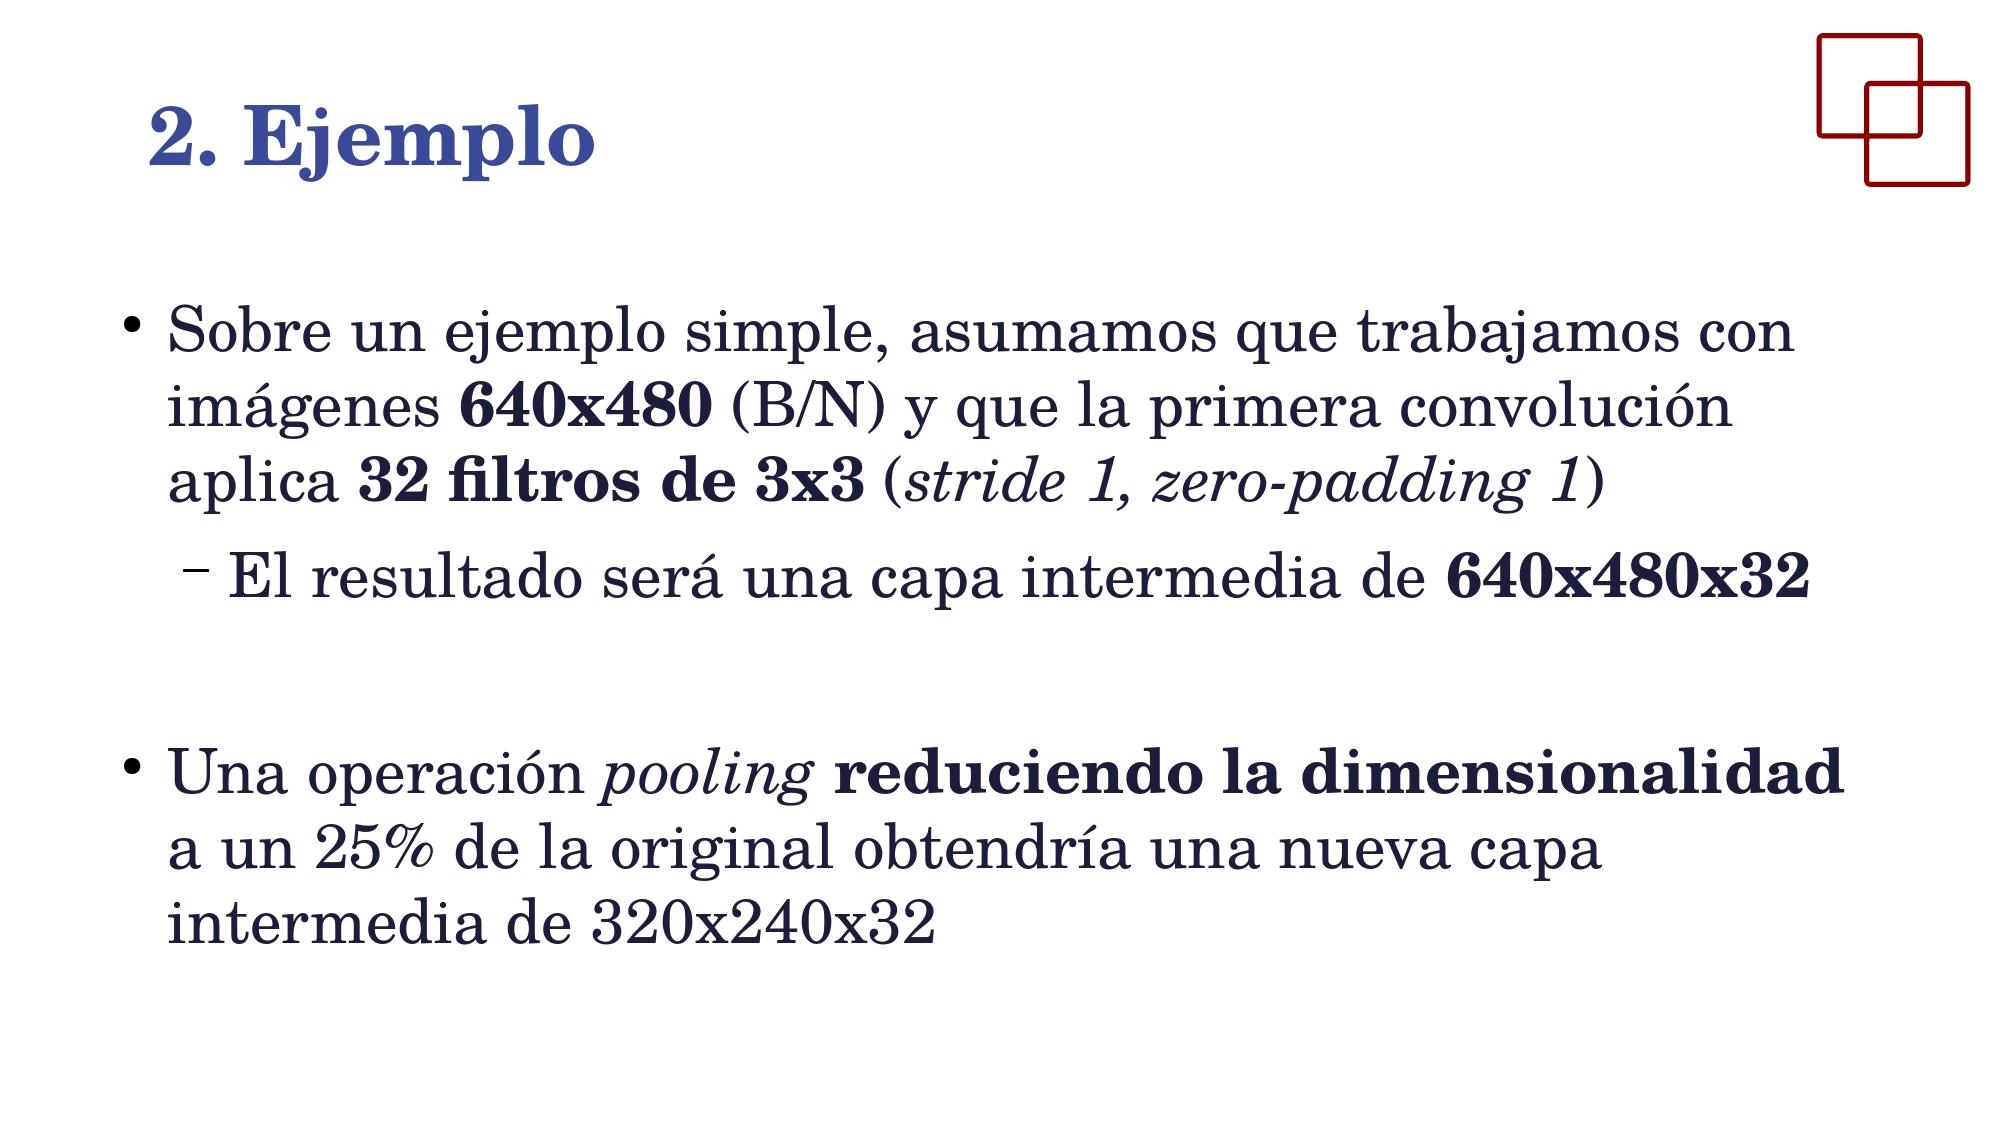 2. Ejemplo
• Sobre un ejemplo simple, asumamos que trabajamos con
imágenes 640x480 (B/N) y que la primera convolución
aplica 32 filtros de 3x3 (stride 1, zero-padding 1)
– El resultado será una capa intermedia de 640x480x32
• Una operación pooling reduciendo la dimensionalidad
a un 25% de la original obtendría una nueva capa
intermedia de 320x240x32